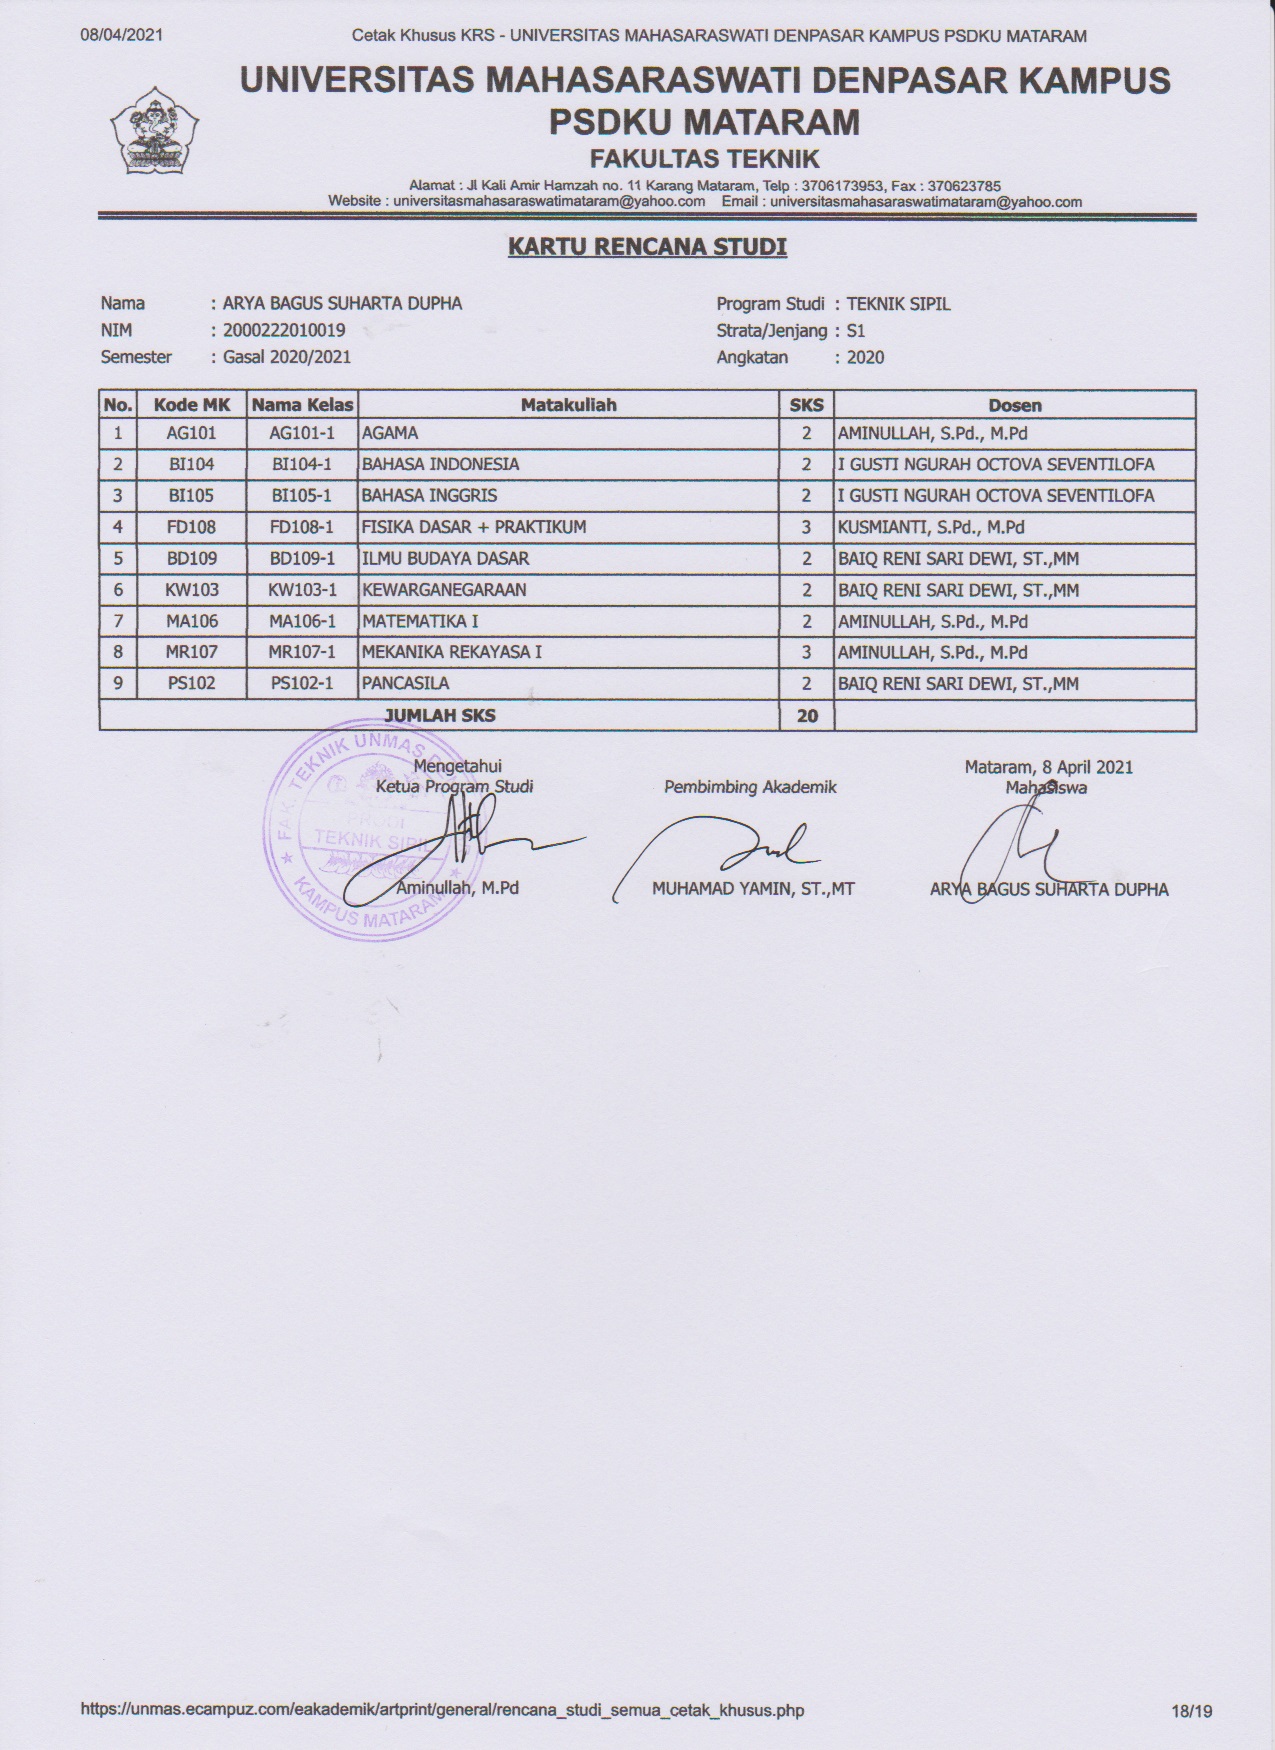 08/04/2021 Cetak Khusus KRS - UNIVERSITAS MAHASARASWATI DENPASAR KAMPUS PSDKU MATARAM
UNIVERSITAS MAHASARASWATI DENPASAR KAMPUS
PSDKU MATARAM
FAKULTAS TEKNIK
Alamat : Jl Kali Amir Hamzah no. 11 Karang Mataram, Telp : 3706173953, Fax : 370623785
Website : universitasmahasaraswatimataram@yahoo.com Email : universitasmahasaraswatimataram@yahoo.com
KARTU RENCANA STUDI
Nama : ARYA BAGUS SUHARTA DUPHA Program Studi : TEKNIK SIPIL
NIM : 2000222010019 Strata/Jenjang : S1
Semester : Gasal 2020/2021 Angkatan : 2020
No. Kode MK Nama Kelas Matakuliah SKS Dosen
1 AG101 AG101-1 AGAMA 2 AMINULLAH, S.Pd., M.Pd
2 BI104 BI104-1 BAHASA INDONESIA 2 I GUSTI NGURAH OCTOVA SEVENTILOFA
3 BI105 BI105-1 BAHASA INGGRIS 2 I GUSTI NGURAH OCTOVA SEVENTILOFA
4 FD108 FD108-1 FISIKA DASAR + PRAKTIKUM 3 KUSMIANTI, S.Pd., M.Pd
5 BD109 BD109-1 ILMU BUDAYA DASAR 2 BAIQ RENI SARI DEWI, ST.,MM
6 KW103 KW103-1 KEWARGANEGARAAN 2 BAIQ RENI SARI DEWI, ST.,MM
7 MA106 MA106-1 MATEMATIKA I 2 AMINULLAH, S.Pd., M.Pd
8 MR107 MR107-1 MEKANIKA REKAYASA I 3 AMINULLAH, S.Pd., M.Pd
9 PS102 PS102-1 PANCASILA 2 BAIQ RENI SARI DEWI, ST.,MM
JUMLAH SKS 20
Mengetahui Mataram, 8 April 2021
Ketua Program Studi Pembimbing Akademik Mahasiswa
FAK. TEKNIK UNMAS
PRODI
TEKNIK SIPIL
KAMPUS MATARAM
Aminullah, M.Pd MUHAMAD YAMIN, ST.,MT ARYA BAGUS SUHARTA DUPHA
https://unmas.ecampuz.com/eakademik/artprint/general/rencana_studi_semua_cetak_khusus.php 18/19